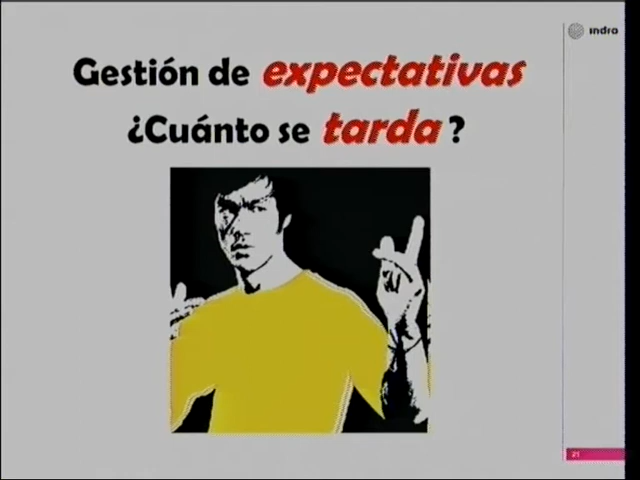 indra
Gestión de expectativas
¿Cuánto se tarda ?
21